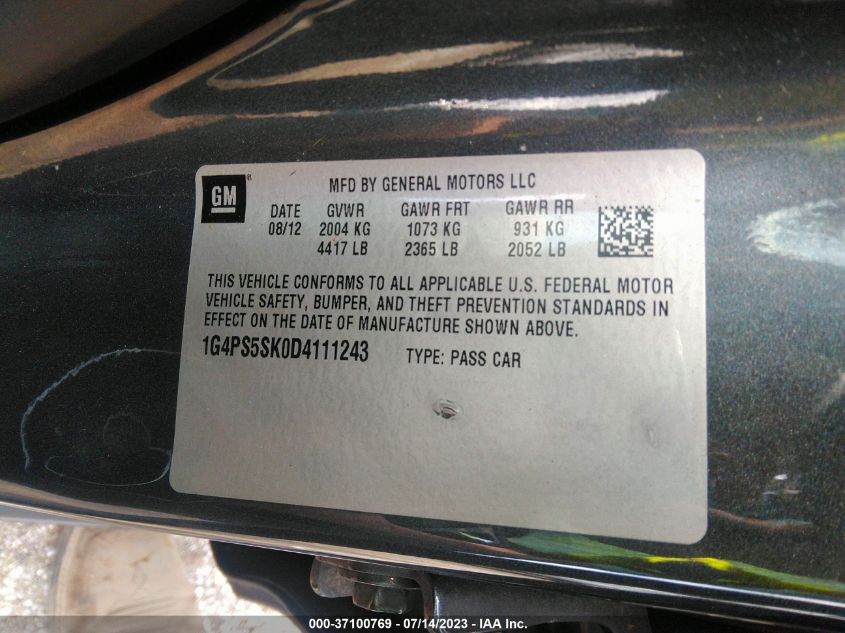 GM ®
MFD BY GENERAL MOTORS LLC
DATE GVWR GAWR FRT GAWR RR
08/12 2004 KG 1073 KG 931 KG
4417 LB 2365 LB 2052 LB
THIS VEHICLE CONFORMS TO ALL APPLICABLE U.S. FEDERAL MOTOR
VEHICLE SAFETY, BUMPER, AND THEFT PREVENTION STANDARDS IN
EFFECT ON THE DATE OF MANUFACTURE SHOWN ABOVE.
1G4PS5SK0D4111243 TYPE: PASS CAR
000-37100769 - 07/14/2023 - IAA Inc.